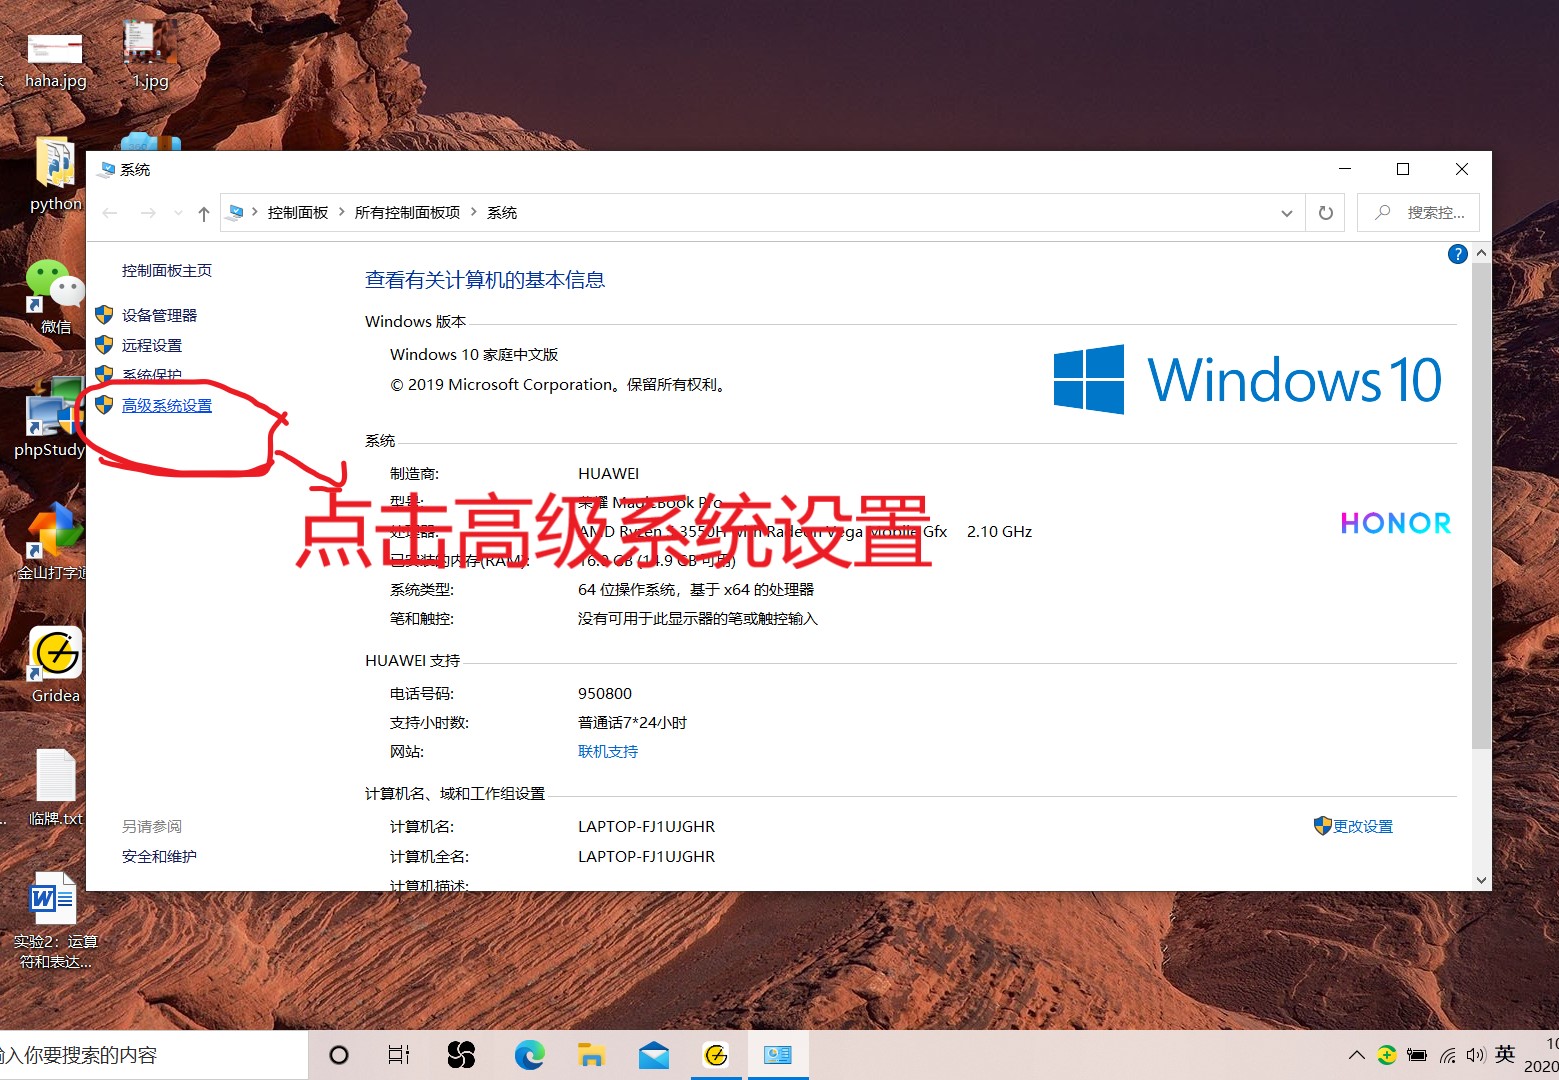 haha.jpg
1.jpg
python
微信
phpStudy
金山打字通
Gridea
临牌.txt
实验2：运算
符和表达...
系统
控制面板 > 所有控制面板项 > 系统
搜索控...
控制面板主页
设备管理器
远程设置
系统保护
高级系统设置
另请参阅
安全和维护
查看有关计算机的基本信息
Windows 版本
Windows 10 家庭中文版
© 2019 Microsoft Corporation。保留所有权利。
Windows 10
系统
制造商: HUAWEI
型号: 荣耀 MagicBook Pro
处理器: AMD Ryzen 5 3550H with Radeon Vega Mobile Gfx 2.10 GHz
已安装的内存(RAM): 16.0 GB (14.9 GB 可用)
系统类型: 64 位操作系统，基于 x64 的处理器
笔和触控: 没有可用于此显示器的笔或触控输入
点击高级系统设置
HONOR
HUAWEI 支持
电话号码: 950800
支持小时数: 普通话7*24小时
网站: 联机支持
计算机名、域和工作组设置
计算机名: LAPTOP-FJ1UJGHR
更改设置
计算机全名: LAPTOP-FJ1UJGHR
计算机描述:
入你要搜索的内容
英
10
2020